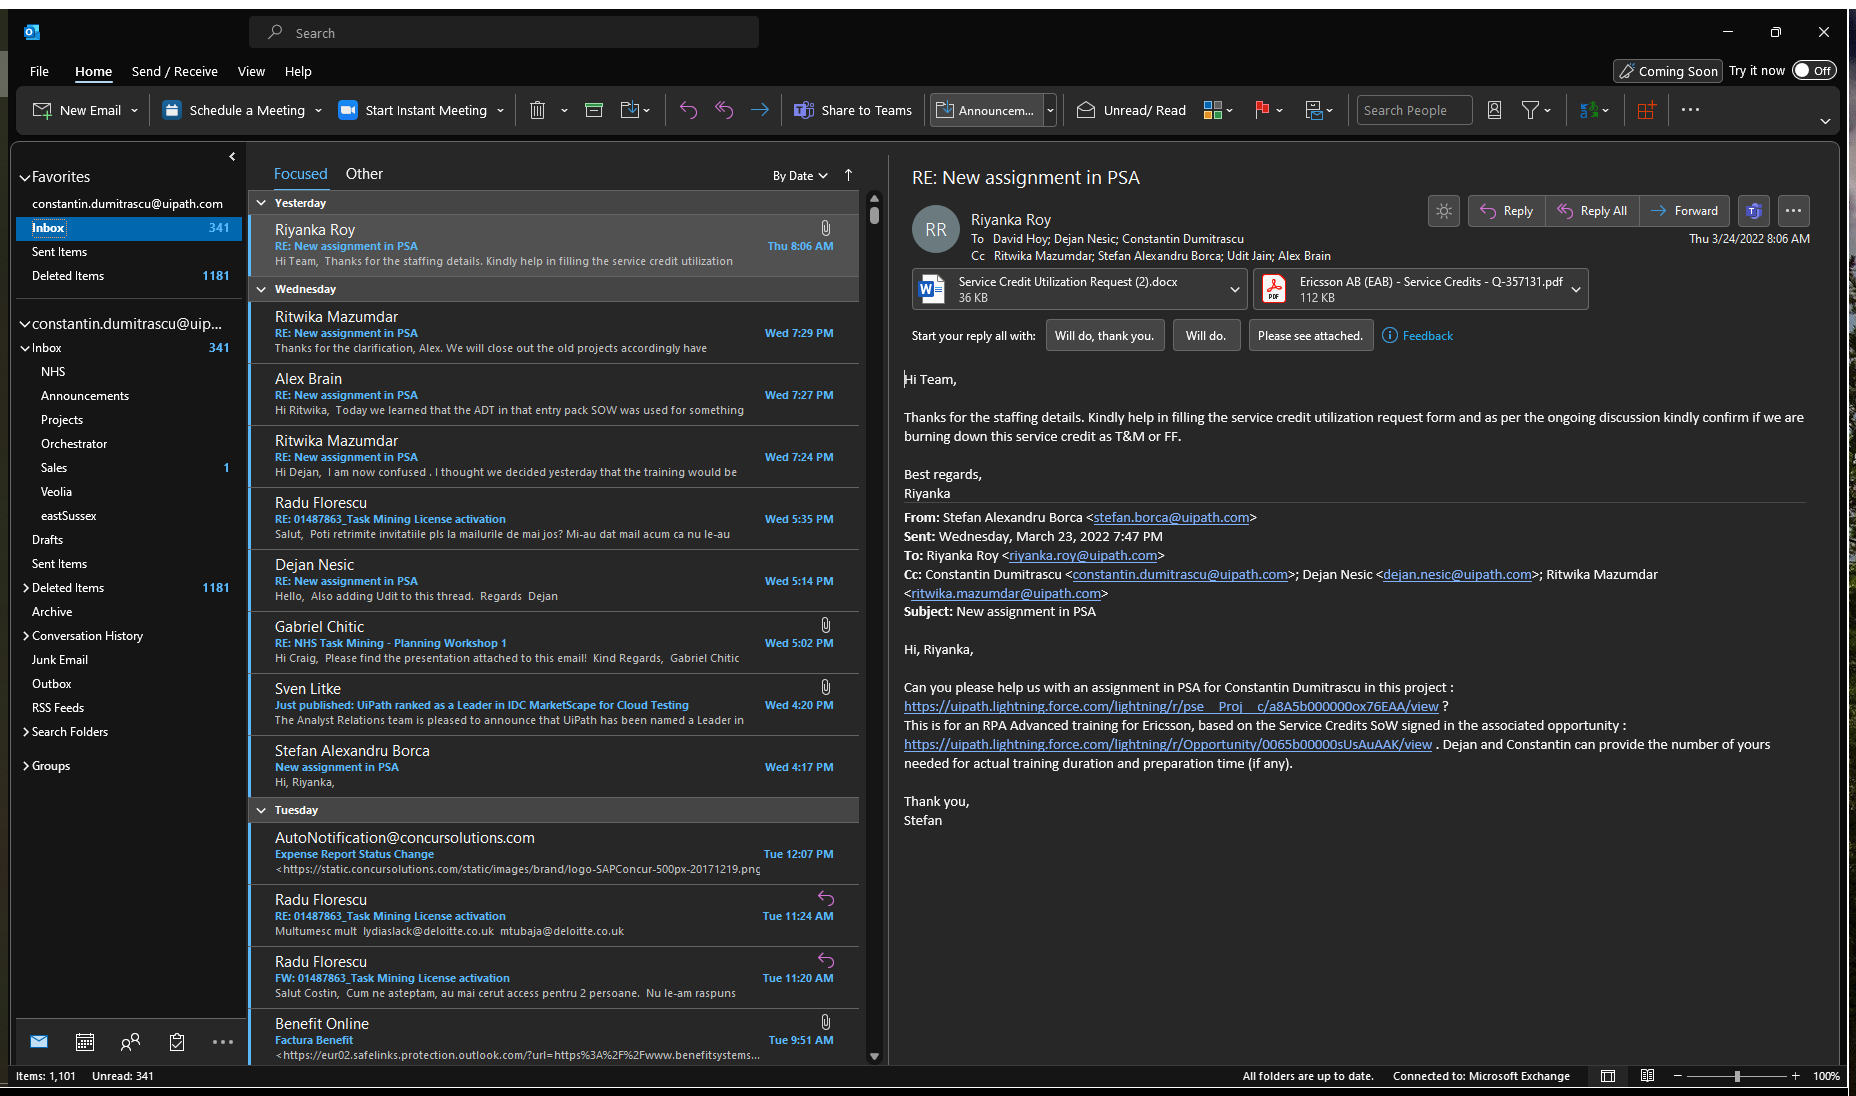 Search
File Home Send / Receive View Help
Coming Soon Try it now Off
New Email Schedule a Meeting Start Instant Meeting Share to Teams Announcem... Unread/ Read Search People
Favorites
constantin.dumitrascu@uipath.com
Inbox 341
Sent Items
Deleted Items 1181
constantin.dumitrascu@uip...
Inbox 341
NHS
Announcements
Projects
Orchestrator
Sales 1
Veolia
eastSussex
Drafts
Sent Items
Deleted Items 1181
Archive
Conversation History
Junk Email
Outbox
RSS Feeds
Search Folders
Groups
Focused Other By Date
Yesterday
Riyanka Roy
RE: New assignment in PSA Thu 8:06 AM
Hi Team, Thanks for the staffing details. Kindly help in filling the service credit utilization
Wednesday
Ritwika Mazumdar
RE: New assignment in PSA Wed 7:29 PM
Thanks for the clarification, Alex. We will close out the old projects accordingly have
Alex Brain
RE: New assignment in PSA Wed 7:27 PM
Hi Ritwika, Today we learned that the ADT in that entry pack SOW was used for something
Ritwika Mazumdar
RE: New assignment in PSA Wed 7:24 PM
Hi Dejan, I am now confused . I thought we decided yesterday that the training would be
Radu Florescu
RE: 01487863_Task Mining License activation Wed 5:35 PM
Salut, Poti retrimite invitatiile pls la mailurile de mai jos? Mi-au dat mail acum ca nu le-au
Dejan Nesic
RE: New assignment in PSA Wed 5:14 PM
Hello, Also adding Udit to this thread. Regards Dejan
Gabriel Chitic
RE: NHS Task Mining - Planning Workshop 1 Wed 5:02 PM
Hi Craig, Please find the presentation attached to this email! Kind Regards, Gabriel Chitic
Sven Litke
Just published: UiPath ranked as a Leader in IDC MarketScape for Cloud Testing Wed 4:20 PM
The Analyst Relations team is pleased to announce that UiPath has been named a Leader in
Stefan Alexandru Borca
New assignment in PSA Wed 4:17 PM
Hi, Riyanka,
Tuesday
AutoNotification@concursolutions.com
Expense Report Status Change Tue 12:07 PM
<https://static.concursolutions.com/static/images/brand/logo-SAPConcur-500px-20171219.png
Radu Florescu
RE: 01487863_Task Mining License activation Tue 11:24 AM
Multumesc mult lydiaslack@deloitte.co.uk mtubaja@deloitte.co.uk
Radu Florescu
FW: 01487863_Task Mining License activation Tue 11:20 AM
Salut Costin, Cum ne asteptam, au mai cerut access pentru 2 persoane. Nu le-am raspuns
Benefit Online
Factura Benefit Tue 9:51 AM
<https://eur02.safelinks.protection.outlook.com/?url=https%3A%2F%2Fwww.benefitsystems...
RE: New assignment in PSA
RR
Riyanka Roy
Reply Reply All Forward
To David Hoy; Dejan Nesic; Constantin Dumitrascu
Thu 3/24/2022 8:06 AM
Cc Ritwika Mazumdar; Stefan Alexandru Borca; Udit Jain; Alex Brain
Service Credit Utilization Request (2).docx
36 KB
PDF
Ericsson AB (EAB) - Service Credits - Q-357131.pdf
112 KB
Start your reply all with: Will do, thank you. Will do. Please see attached. Feedback
Hi Team,
Thanks for the staffing details. Kindly help in filling the service credit utilization request form and as per the ongoing discussion kindly confirm if we are
burning down this service credit as T&M or FF.
Best regards,
Riyanka
From: Stefan Alexandru Borca <stefan.borca@uipath.com>
Sent: Wednesday, March 23, 2022 7:47 PM
To: Riyanka Roy <riyanka.roy@uipath.com>
Cc: Constantin Dumitrascu <constantin.dumitrascu@uipath.com>; Dejan Nesic <dejan.nesic@uipath.com>; Ritwika Mazumdar
<ritwika.mazumdar@uipath.com>
Subject: New assignment in PSA
Hi, Riyanka,
Can you please help us with an assignment in PSA for Constantin Dumitrascu in this project :
https://uipath.lightning.force.com/lightning/r/pse__Proj__c/a8A5b000000ox76EAA/view ?
This is for an RPA Advanced training for Ericsson, based on the Service Credits SoW signed in the associated opportunity :
https://uipath.lightning.force.com/lightning/r/Opportunity/0065b00000sUsAuAAK/view . Dejan and Constantin can provide the number of yours
needed for actual training duration and preparation time (if any).
Thank you,
Stefan
Items: 1,101 Unread: 341
All folders are up to date. Connected to: Microsoft Exchange 100%